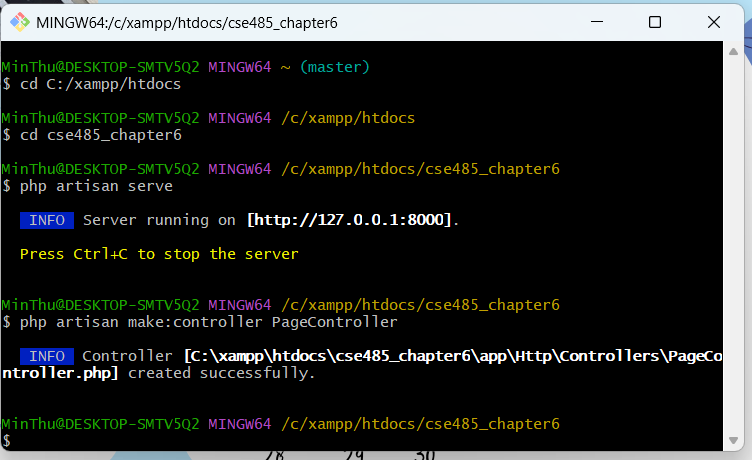 MINGW64:/c/xampp/htdocs/cse485_chapter6
MinThu@DESKTOP-SMTV5Q2 MINGW64 ~ (master)
$ cd C:/xampp/htdocs
MinThu@DESKTOP-SMTV5Q2 MINGW64 /c/xampp/htdocs
$ cd cse485_chapter6
MinThu@DESKTOP-SMTV5Q2 MINGW64 /c/xampp/htdocs/cse485_chapter6
$ php artisan serve
INFO Server running on [http://127.0.0.1:8000].
Press Ctrl+C to stop the server
MinThu@DESKTOP-SMTV5Q2 MINGW64 /c/xampp/htdocs/cse485_chapter6
$ php artisan make:controller PageController
INFO Controller [C:\xampp\htdocs\cse485_chapter6\app\Http\Controllers\PageCo
ntroller.php] created successfully.
MinThu@DESKTOP-SMTV5Q2 MINGW64 /c/xampp/htdocs/cse485_chapter6
$
28 29 30